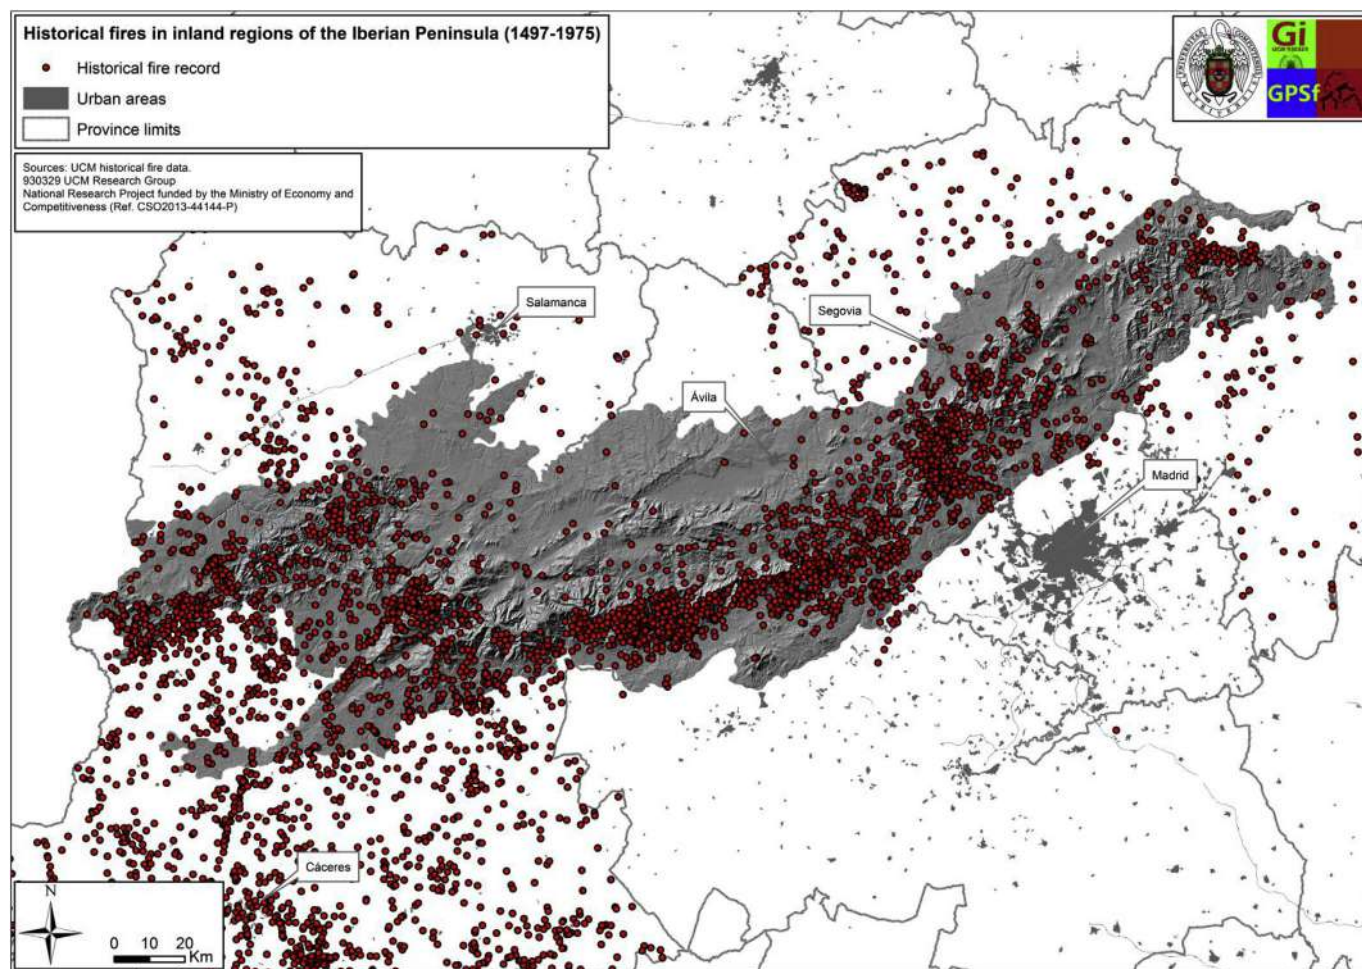 Historical fires in inland regions of the Iberian Peninsula (1497-1975)
Historical fire record
Urban areas
Province limits
Sources: UCM historical fire data.
930329 UCM Research Group
National Research Project funded by the Ministry of Economy and
Competitiveness (Ref. CSO2013-44144-P)
Gi
GPSf
Salamanca
Segovia
Ávila
Madrid
Cáceres
N
0 10 20
Km